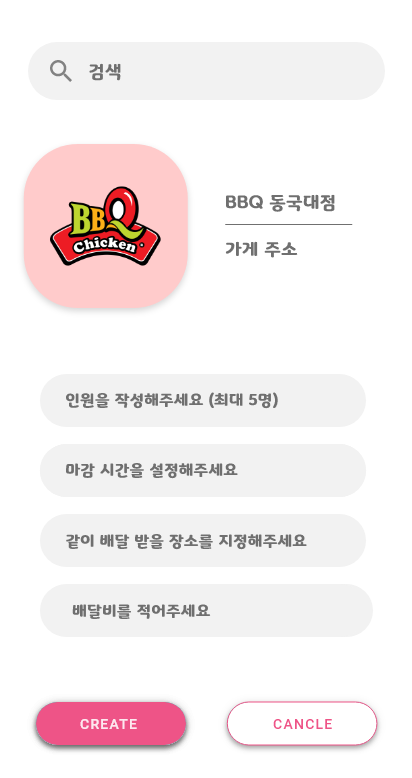 검색
BBQ
Chicken
BBQ 동국대점
가게 주소
인원을 작성해주세요 (최대 5명)
마감 시간을 설정해주세요
같이 배달 받을 장소를 지정해주세요
배달비를 적어주세요
CREATE
CANCLE